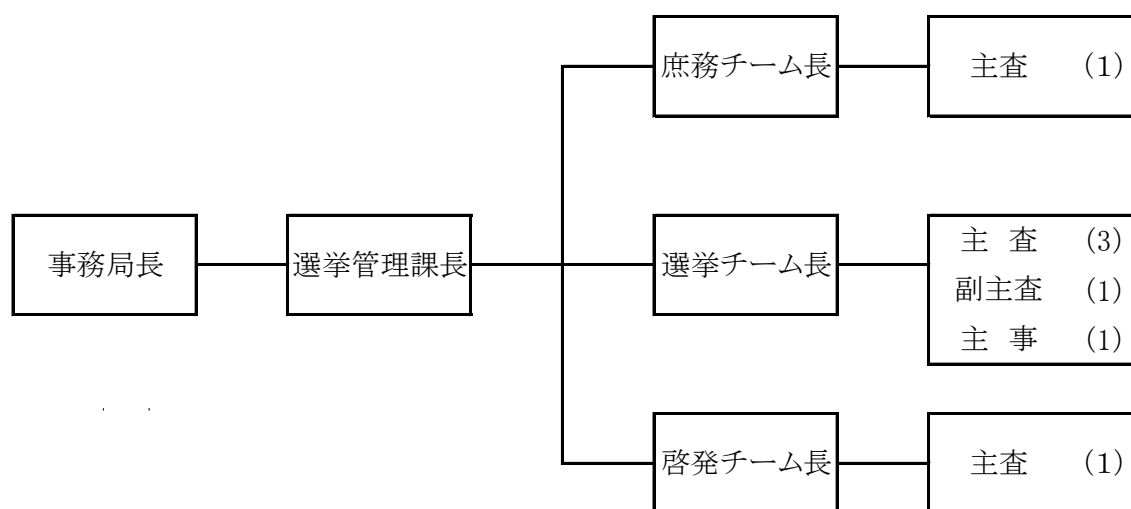 庶務チーム長
主査 (1)
事務局長
選挙管理課長
選挙チーム長
主 査 (3)
副主査 (1)
主 事 (1)
啓発チーム長
主査 (1)